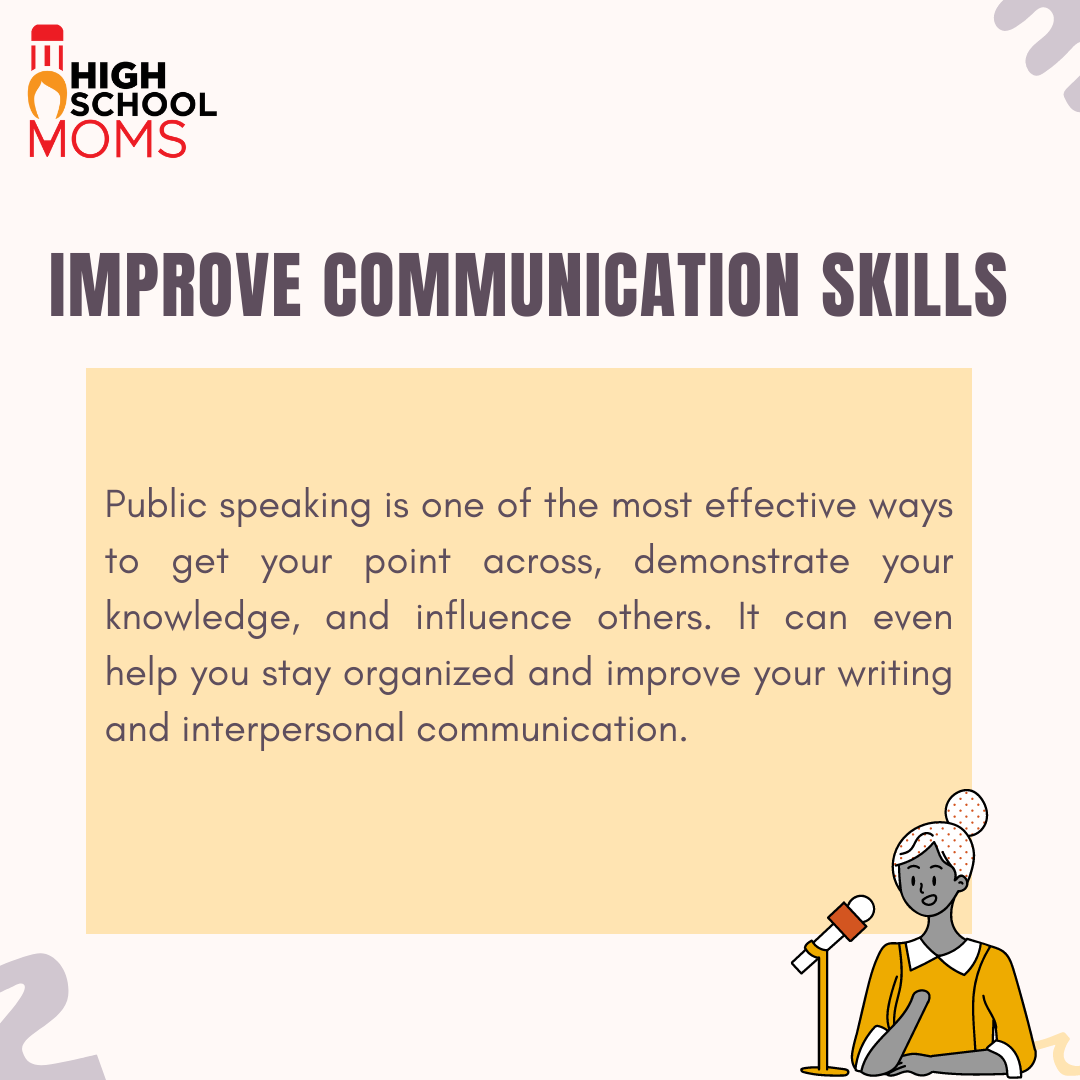 HIGH
SCHOOL
MOMS
IMPROVE COMMUNICATION SKILLS
Public speaking is one of the most effective ways
to get your point across, demonstrate your
knowledge, and influence others. It can even
help you stay organized and improve your writing
and interpersonal communication.